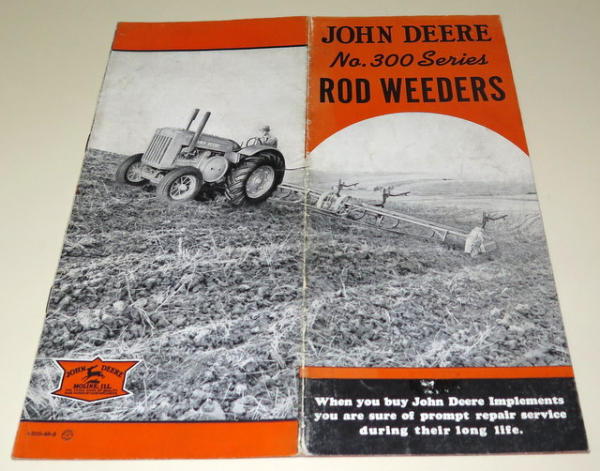 JOHN DEERE
No. 300 Series
ROD WEEDERS
When you buy John Deere Implements
you are sure of prompt repair service
during their long life.
JOHN DEERE
MOLINE, ILL.